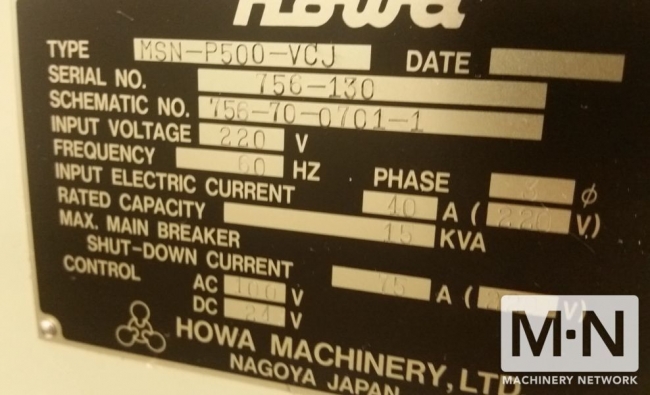 Howa
TYPE MSN-P500-VCJ DATE
SERIAL NO. 756-130
SCHEMATIC NO. 756-70-0701-1
INPUT VOLTAGE 220 V
FREQUENCY 60 HZ PHASE 3 ø
INPUT ELECTRIC CURRENT 40 A ( 220 V.)
RATED CAPACITY 15 KVA
MAX. MAIN BREAKER
SHUT-DOWN CURRENT 75 A ( V.)
CONTROL AC 100 V
DC 24 V
HOWA MACHINERY, LTD
NAGOYA JAPAN
M·N
MACHINERY NETWORK